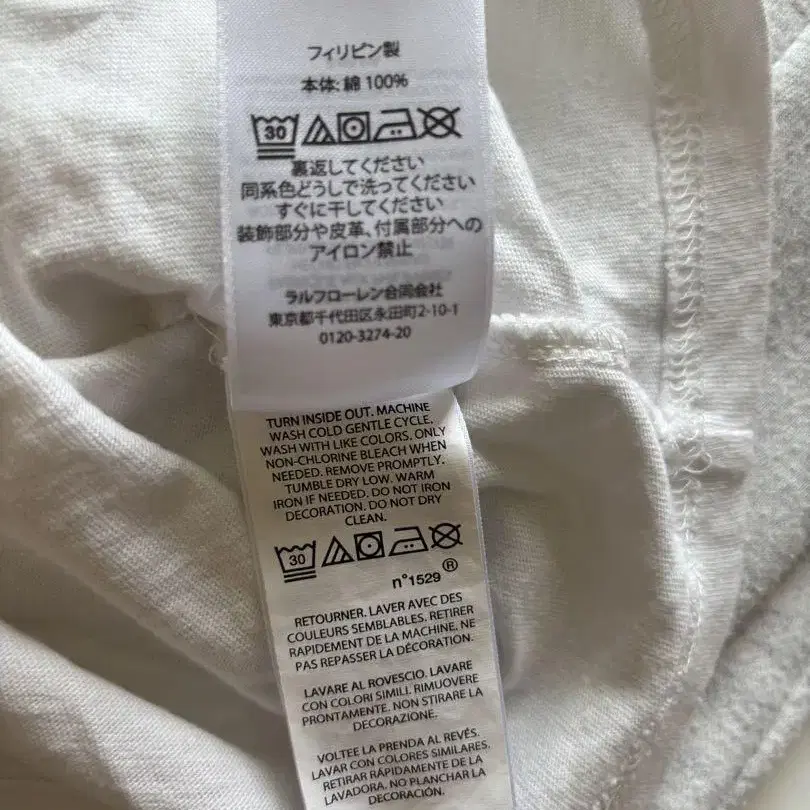 フィリピン製
本体: 綿 100%
30
裏返してください
同系色どうしで洗ってください
すぐに干してください
装飾部分や皮革、付属部分への
アイロン禁止
ラルフローレン合同会社
東京都千代田区永田町2-10-1
0120-3274-20
TURN INSIDE OUT. MACHINE
WASH COLD GENTLE CYCLE.
WASH WITH LIKE COLORS. ONLY
NON-CHLORINE BLEACH WHEN
NEEDED. REMOVE PROMPTLY.
TUMBLE DRY LOW. WARM
IRON IF NEEDED. DO NOT IRON
DECORATION. DO NOT DRY
CLEAN.
30
n°1529 ®
RETOURNER. LAVER AVEC DES
COULEURS SEMBLABLES. RETIRER
RAPIDEMENT DE LA MACHINE. NE
PAS REPASSER LA DÉCORATION.
LAVARE AL ROVESCIO. LAVARE
CON COLORI SIMILI. RIMUOVERE
PRONTAMENTE. NON STIRARE LA
DECORAZIONE.
VOLTEE LA PRENDA AL REVÉS.
LAVAR CON COLORES SIMILARES.
RETIRAR RÁPIDAMENTE DE LA
LAVADORA. NO PLANCHAR LA
DECORACIÓN.